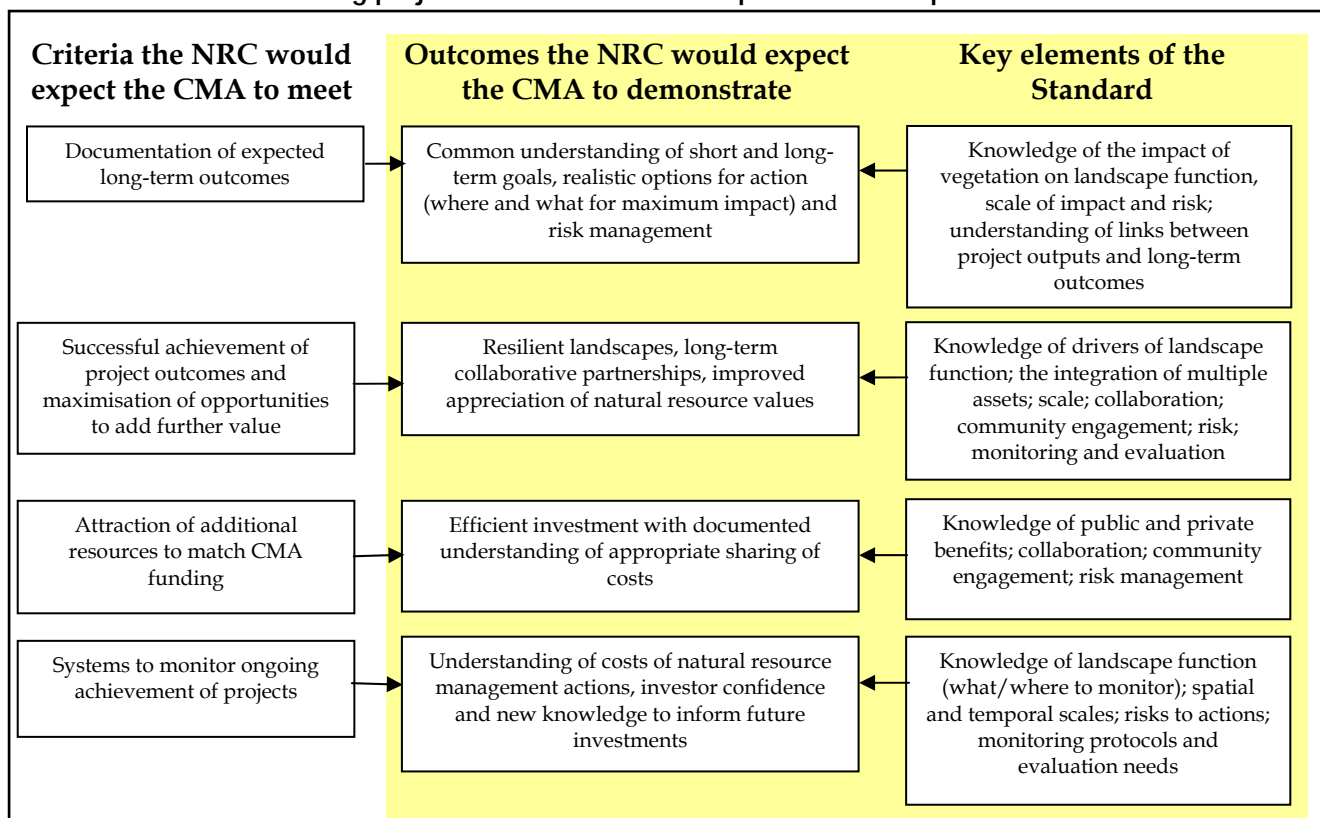 Criteria the NRC would
expect the CMA to meet
Outcomes the NRC would expect
the CMA to demonstrate
Key elements of the
Standard
Documentation of expected
long-term outcomes
Common understanding of short and long-
term goals, realistic options for action
(where and what for maximum impact) and
risk management
Knowledge of the impact of
vegetation on landscape function,
scale of impact and risk;
understanding of links between
project outputs and long-term
outcomes
Successful achievement of
project outcomes and
maximisation of opportunities
to add further value
Resilient landscapes, long-term
collaborative partnerships, improved
appreciation of natural resource values
Knowledge of drivers of landscape
function; the integration of multiple
assets; scale; collaboration;
community engagement; risk;
monitoring and evaluation
Attraction of additional
resources to match CMA
funding
Efficient investment with documented
understanding of appropriate sharing of
costs
Knowledge of public and private
benefits; collaboration; community
engagement; risk management
Systems to monitor ongoing
achievement of projects
Understanding of costs of natural resource
management actions, investor confidence
and new knowledge to inform future
investments
Knowledge of landscape function
(what/where to monitor); spatial
and temporal scales; risks to actions;
monitoring protocols and
evaluation needs